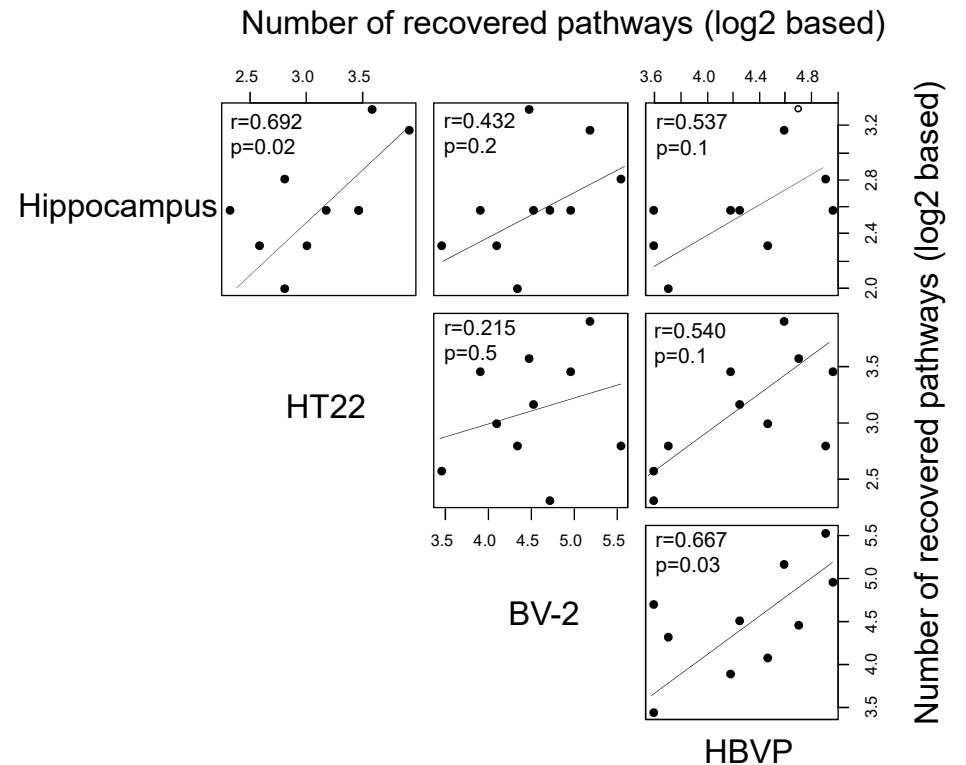 Number of recovered pathways (log2 based)
2.5 3.0 3.5
3.6 4.0 4.4 4.8
r=0.692
p=0.02
r=0.432
p=0.2
r=0.537
p=0.1
Hippocampus
2.0 2.4 2.8 3.2
r=0.215
p=0.5
r=0.540
p=0.1
HT22
2.5 3.0 3.5
3.5 4.0 4.5 5.0 5.5
r=0.667
p=0.03
BV-2
3.5 4.0 4.5 5.0 5.5
HBVP
Number of recovered pathways (log2 based)